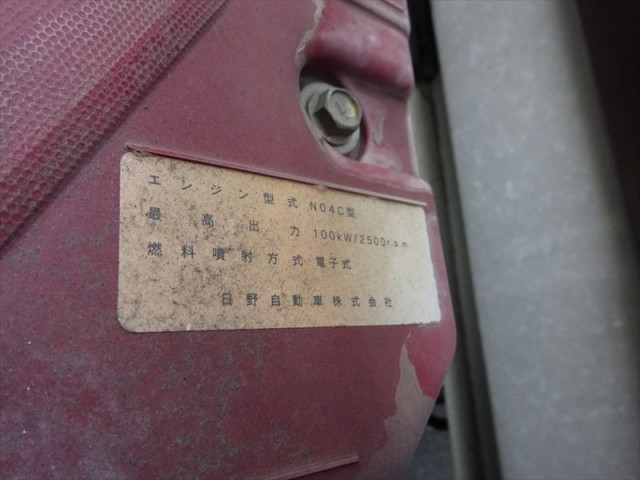 エンジン型式 N04C型
最高出力 100kW/2500r.p.m.
燃料噴射方式 電子式
日野自動車株式会社